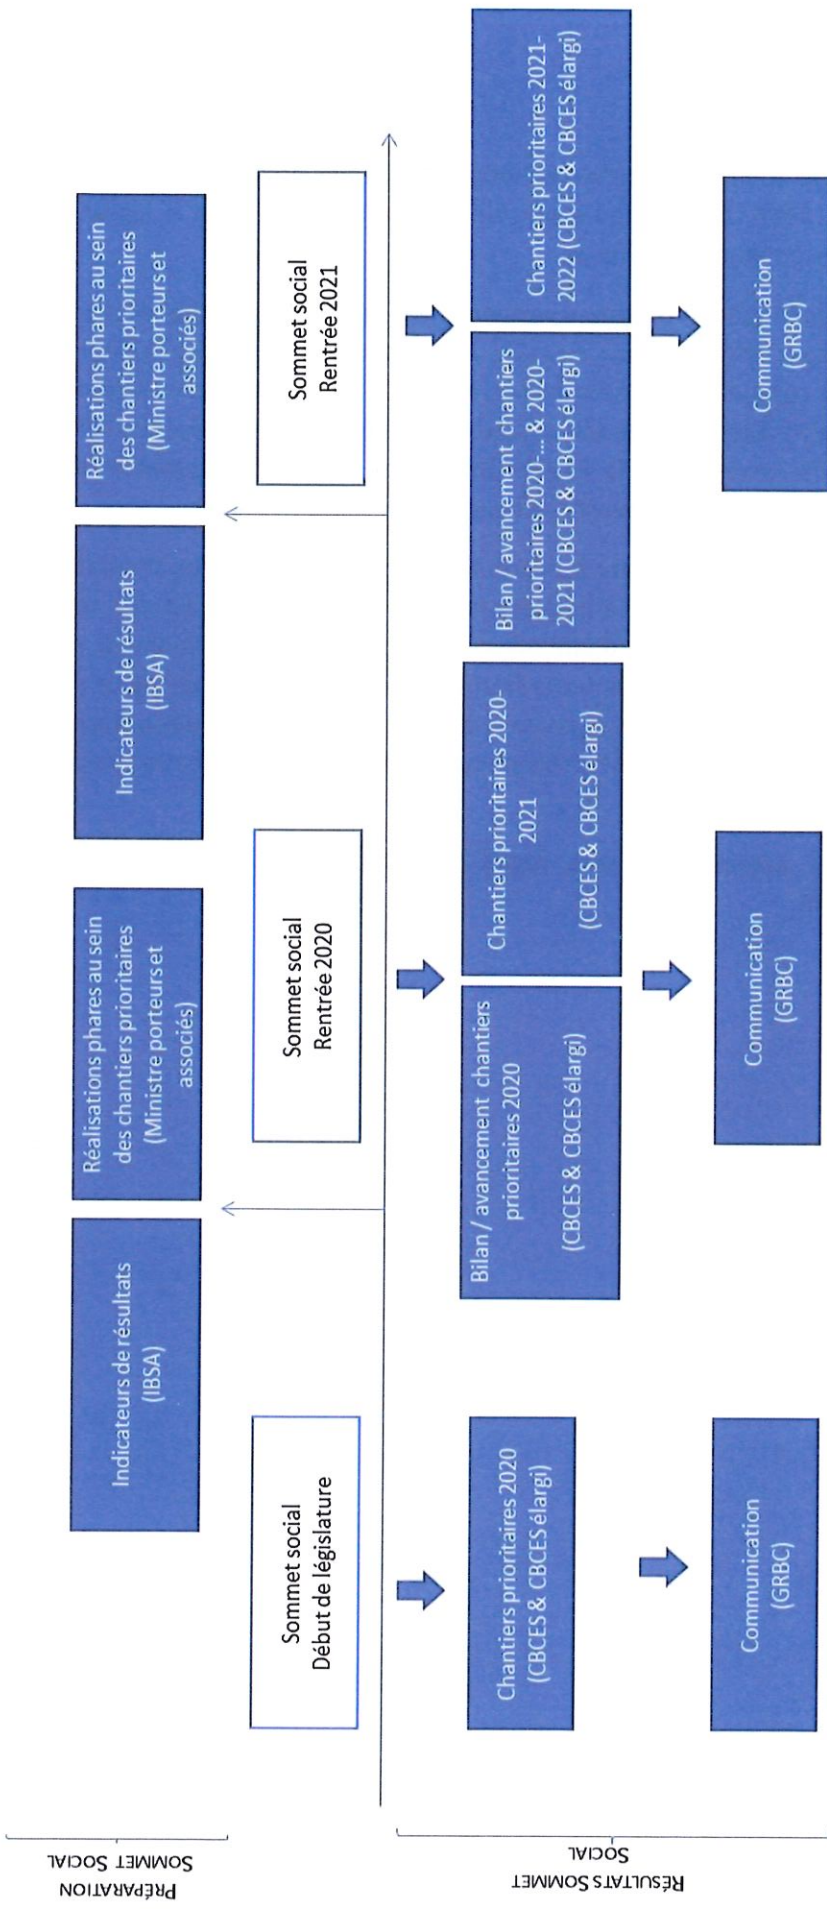 PRÉPARATION
SOMMET SOCIAL
Indicateurs de résultats
(IBSA)
Réalisations phares au sein
des chantiers prioritaires
(Ministre porteurs et
associés)
Indicateurs de résultats
(IBSA)
Réalisations phares au sein
des chantiers prioritaires
(Ministre porteurs et
associés)
Sommet social
Début de législature
Sommet social
Rentrée 2020
Sommet social
Rentrée 2021
RÉSULTATS SOMMET
SOCIAL
Chantiers prioritaires 2020
(CBCES & CBCES élargi)
Bilan / avancement chantiers
prioritaires 2020
(CBCES & CBCES élargi)
Chantiers prioritaires 2020-
2021
(CBCES & CBCES élargi)
Bilan / avancement chantiers
prioritaires 2020-... & 2020-
2021 (CBCES & CBCES élargi)
Chantiers prioritaires 2021-
2022 (CBCES & CBCES élargi)
Communication
(GRBC)
Communication
(GRBC)
Communication
(GRBC)